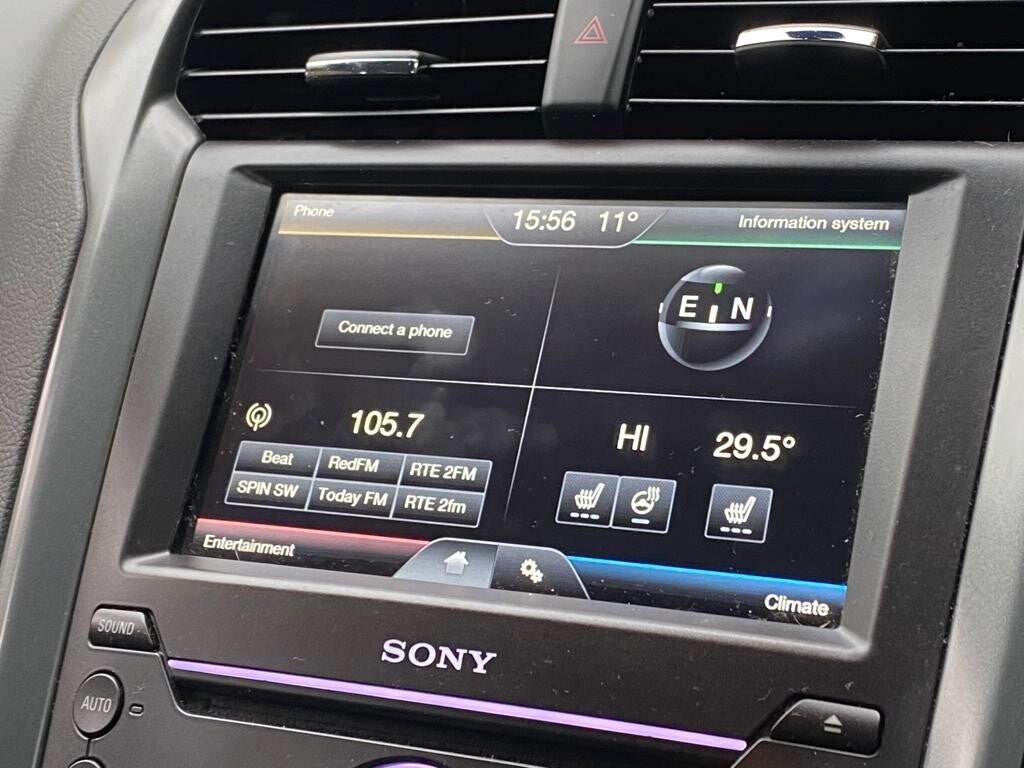 Phone
15:56 11°
Information system
Connect a phone
E N
105.7
Beat RedFM RTE 2FM
SPIN SW Today FM RTE 2fm
HI 29.5°
Entertainment
Climate
SOUND
SONY
AUTO